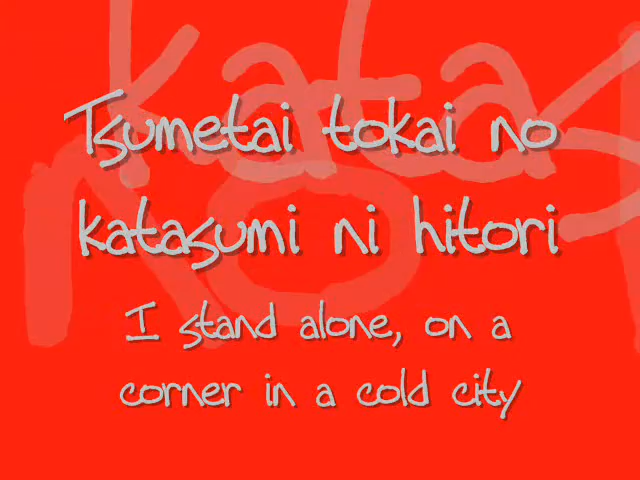 Tsumetai tokai no
katasumi ni hitori
I stand alone, on a
corner in a cold city